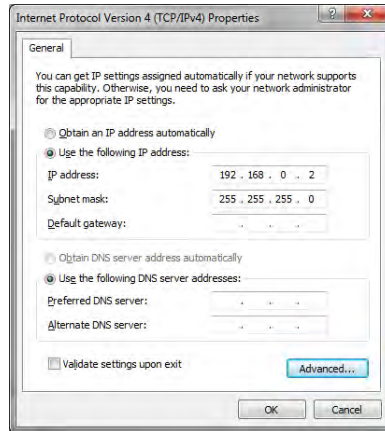 Internet Protocol Version 4 (TCP/IPv4) Properties
General
You can get IP settings assigned automatically if your network supports
this capability. Otherwise, you need to ask your network administrator
for the appropriate IP settings.
Obtain an IP address automatically
Use the following IP address:
IP address: 192 . 168 . 0 . 2
Subnet mask: 255 . 255 . 255 . 0
Default gateway: . . .
Obtain DNS server address automatically
Use the following DNS server addresses:
Preferred DNS server: . . .
Alternate DNS server: . . .
Validate settings upon exit
Advanced...
OK Cancel